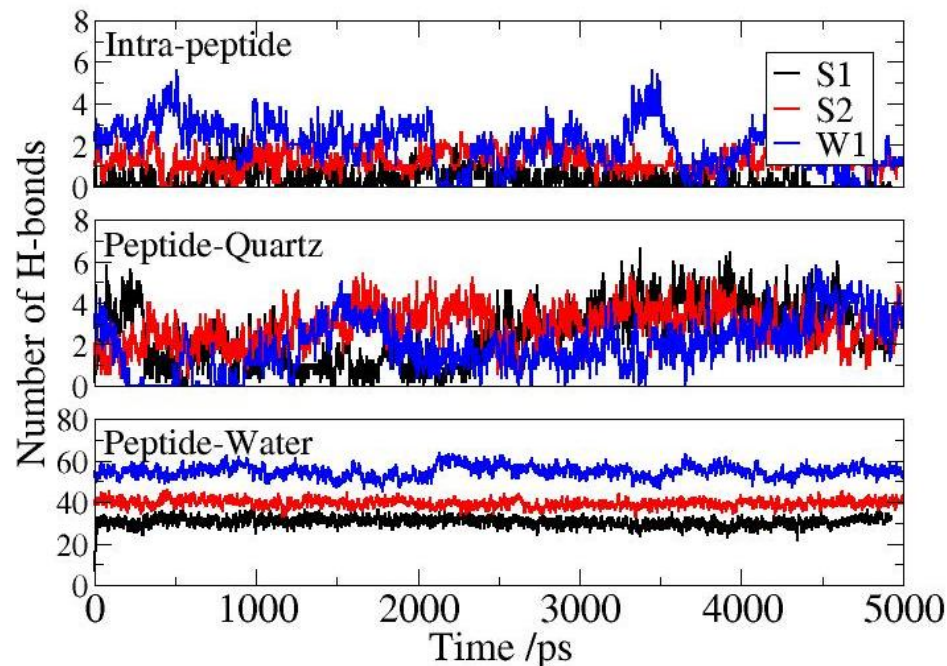 Intra-peptide
S1
S2
W1
8
6
4
2
0
Peptide-Quartz
8
6
4
2
0
Peptide-Water
80
60
40
20
0
Number of H-bonds
0 1000 2000 3000 4000 5000
Time /ps